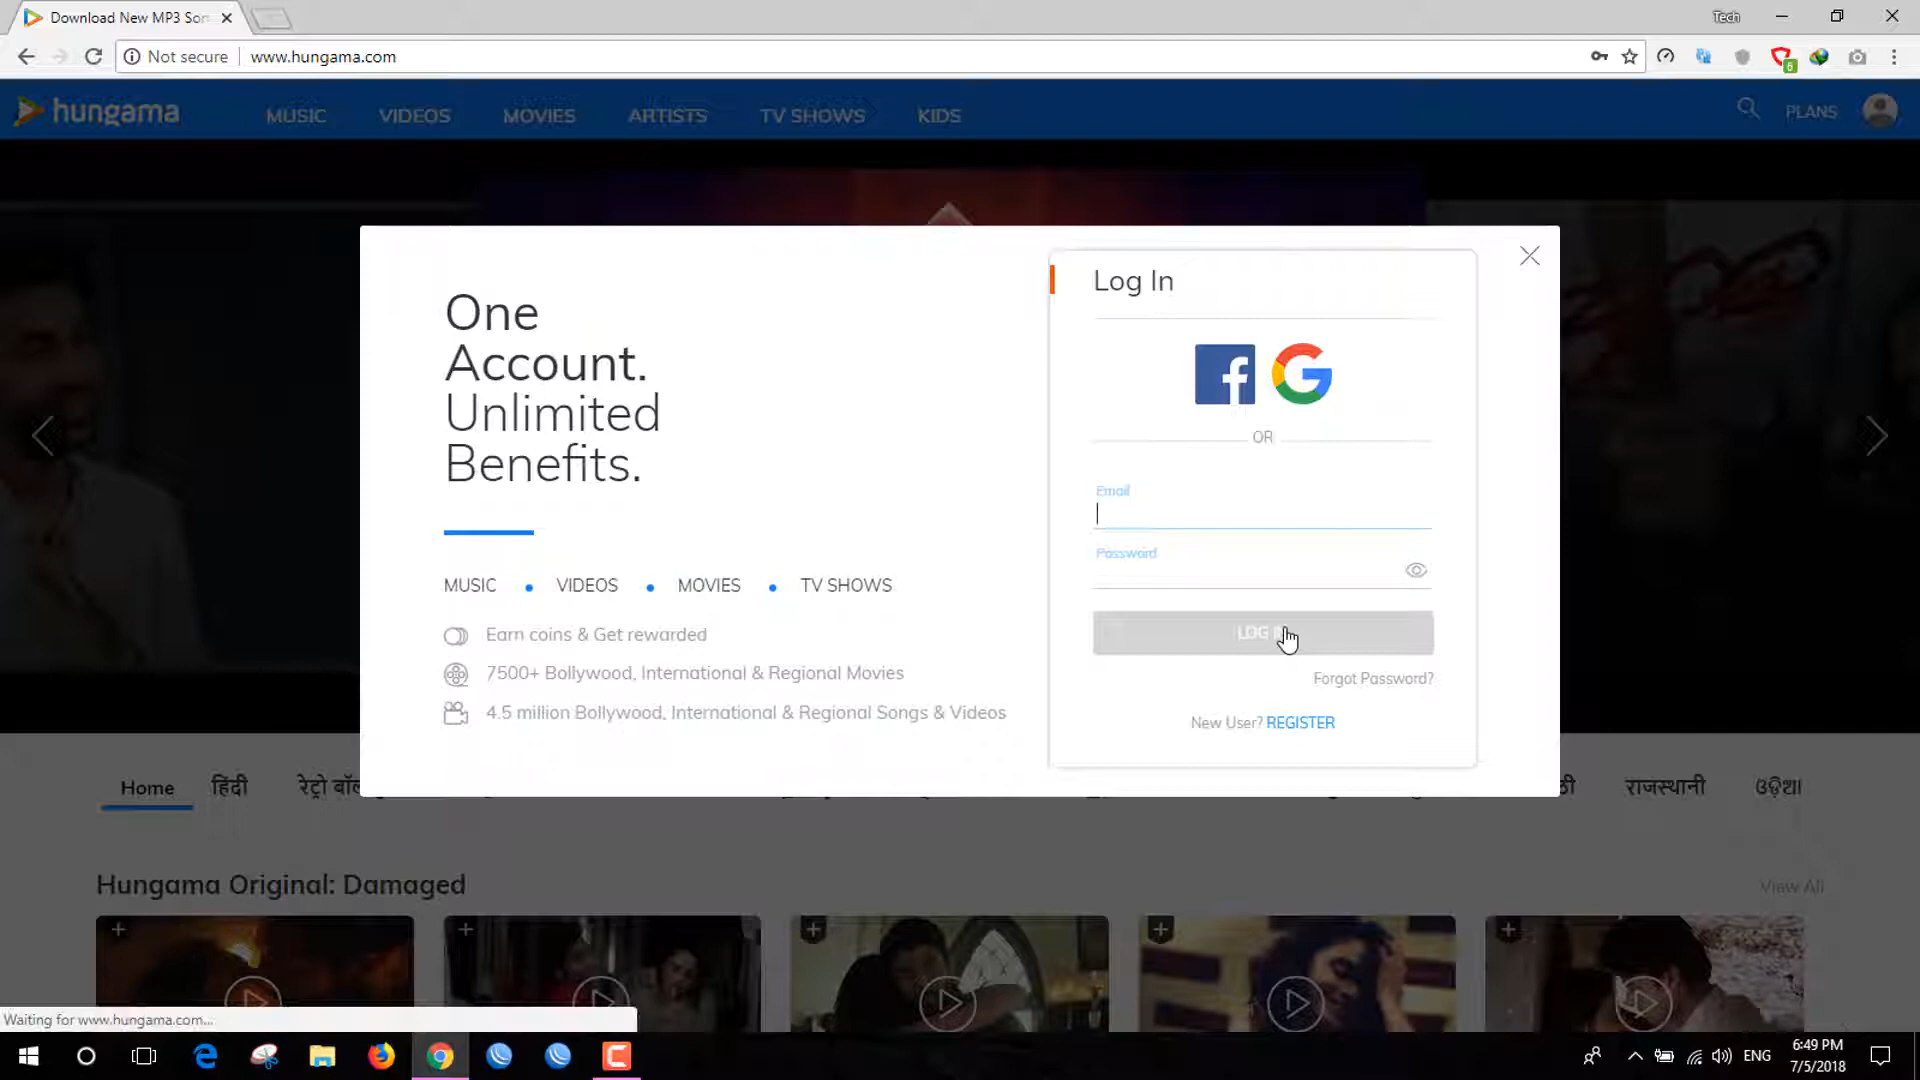 Download New MP3 Son
Tech
Not secure
www.hungama.com
6
hungama
MUSIC
VIDEOS
MOVIES
ARTISTS
TV SHOWS
KIDS
PLANS
One
Account.
Unlimited
Benefits.
MUSIC
VIDEOS
MOVIES
TV SHOWS
Earn coins & Get rewarded
7500+ Bollywood, International & Regional Movies
4.5 million Bollywood, International & Regional Songs & Videos
Log In
OR
Email
Password
LOG
Forgot Password?
New User? REGISTER
Home
हिंदी
रेट्रो
राजस्थानी
ଓଡ଼ିଆ
Hungama Original: Damaged
View All
Waiting for www.hungama.com...
ENG
6:49 PM
7/5/2018